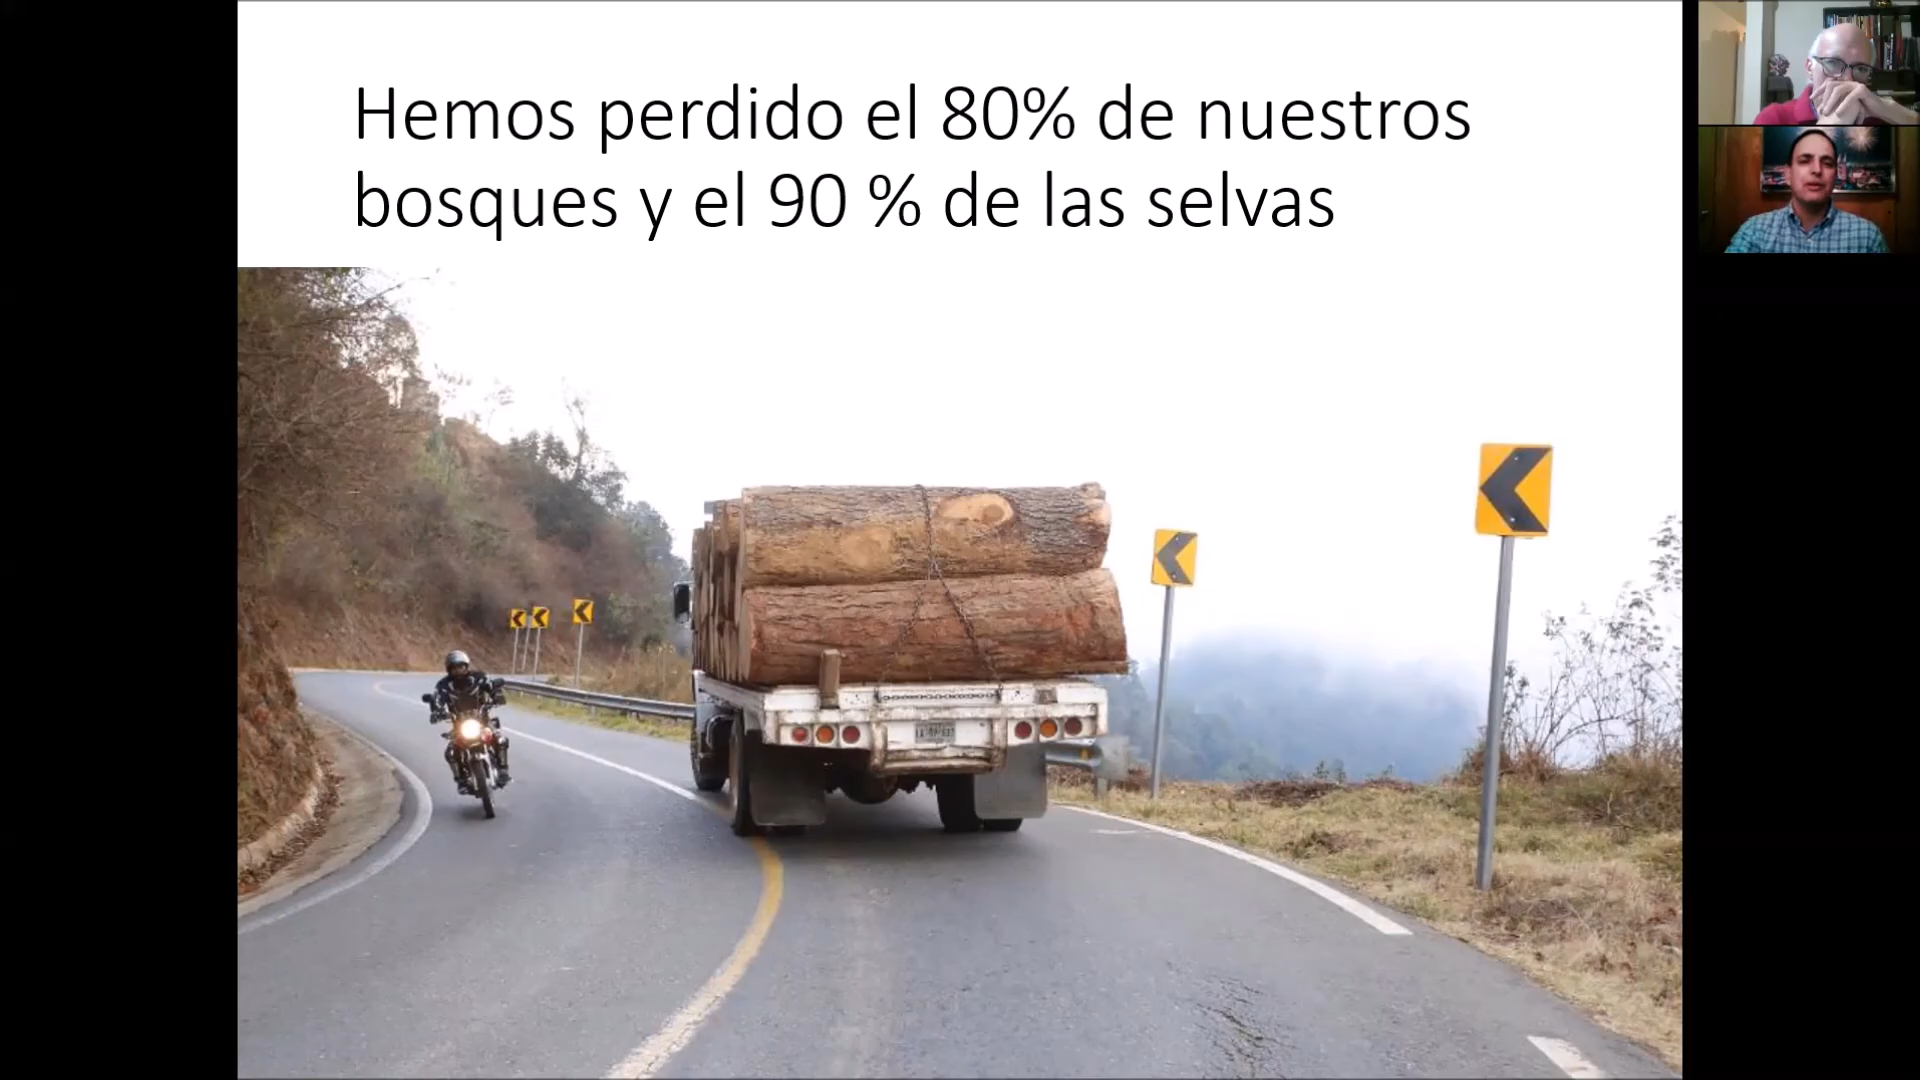 Hemos perdido el 80% de nuestros
bosques y el 90 % de las selvas